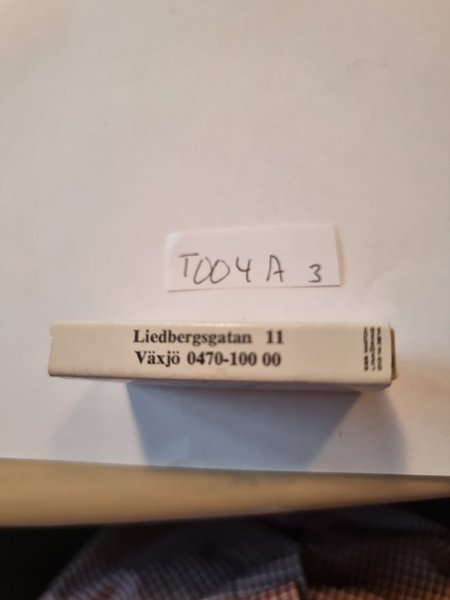 T004A 3
Liedbergsgatan 11
Växjö 0470-100 00